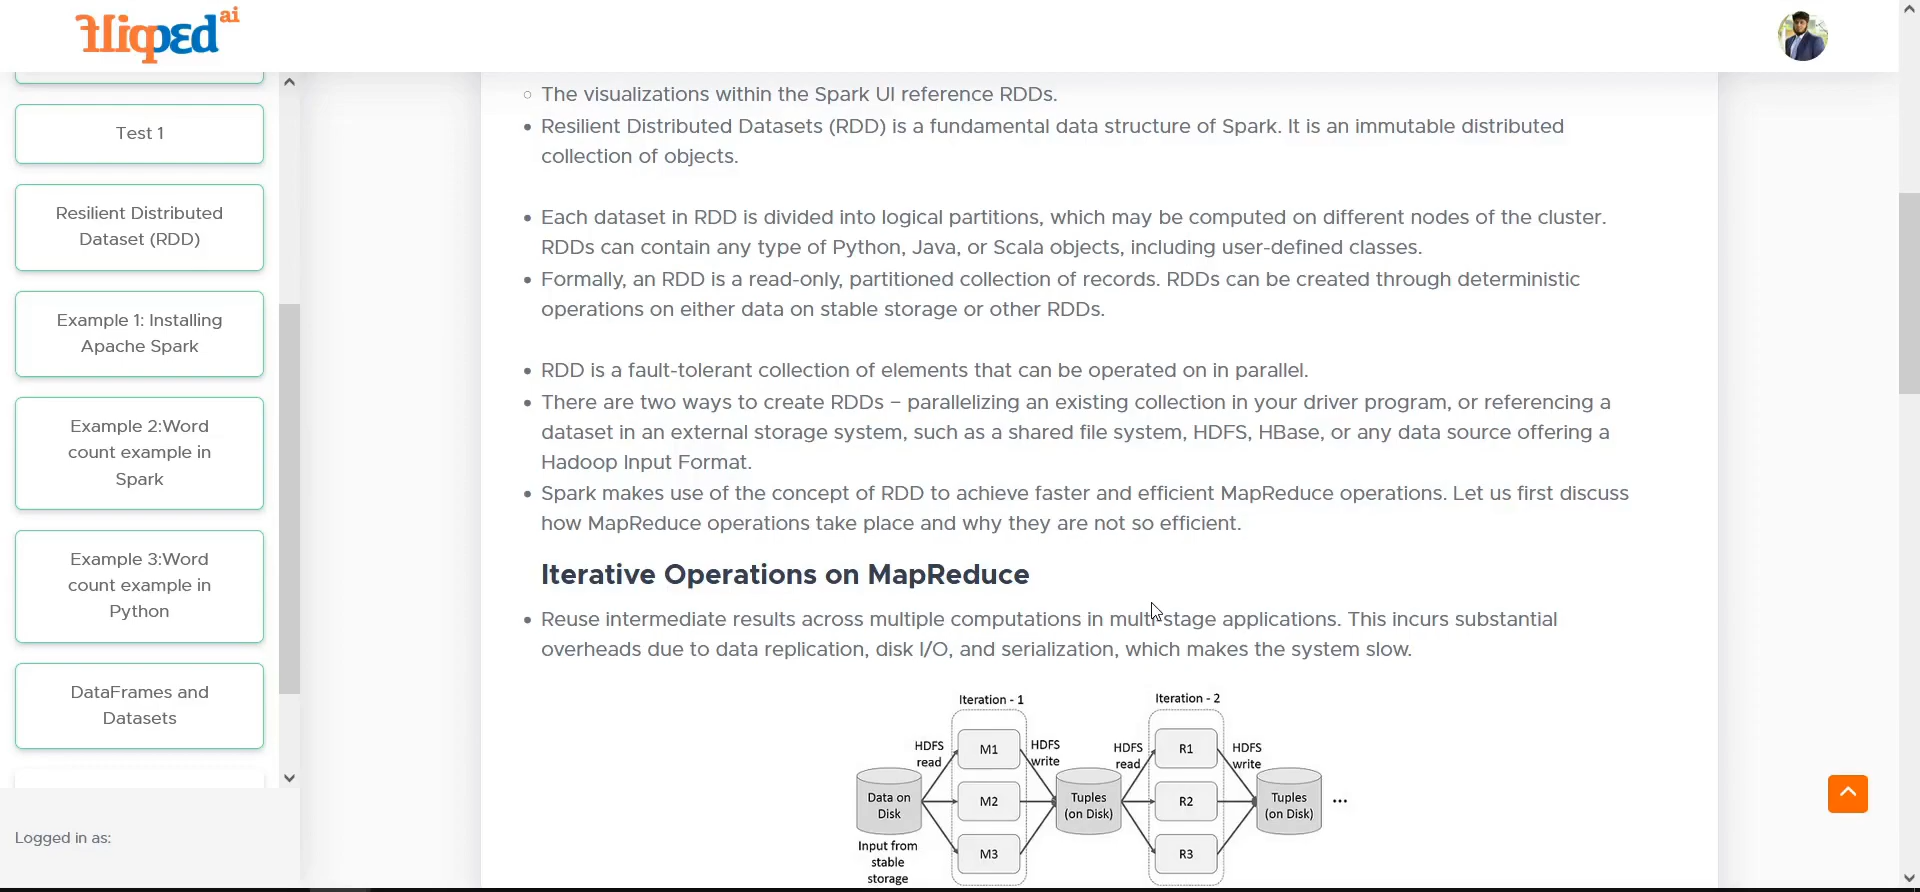 fliqped ai
Test 1
Resilient Distributed
Dataset (RDD)
Example 1: Installing
Apache Spark
Example 2:Word
count example in
Spark
Example 3:Word
count example in
Python
DataFrames and
Datasets
Logged in as:
The visualizations within the Spark UI reference RDDs.
Resilient Distributed Datasets (RDD) is a fundamental data structure of Spark. It is an immutable distributed
collection of objects.
Each dataset in RDD is divided into logical partitions, which may be computed on different nodes of the cluster.
RDDs can contain any type of Python, Java, or Scala objects, including user-defined classes.
Formally, an RDD is a read-only, partitioned collection of records. RDDs can be created through deterministic
operations on either data on stable storage or other RDDs.
RDD is a fault-tolerant collection of elements that can be operated on in parallel.
There are two ways to create RDDs − parallelizing an existing collection in your driver program, or referencing a
dataset in an external storage system, such as a shared file system, HDFS, HBase, or any data source offering a
Hadoop Input Format.
Spark makes use of the concept of RDD to achieve faster and efficient MapReduce operations. Let us first discuss
how MapReduce operations take place and why they are not so efficient.
Iterative Operations on MapReduce
Reuse intermediate results across multiple computations in multi-stage applications. This incurs substantial
overheads due to data replication, disk I/O, and serialization, which makes the system slow.
Iteration - 1
Iteration - 2
HDFS
read
M1
HDFS
write
HDFS
read
R1
HDFS
write
Data on
Disk
M2
Tuples
(on Disk)
R2
Tuples
(on Disk)
...
Input from
stable
storage
M3
R3